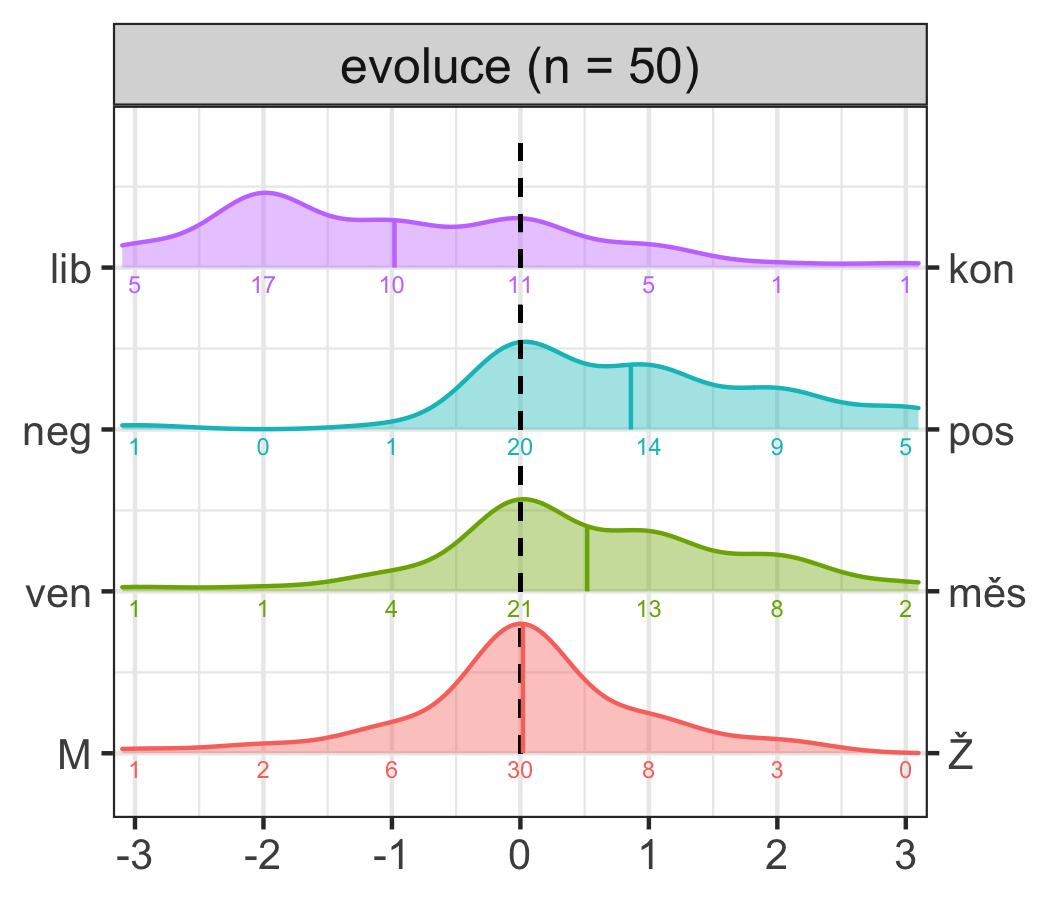 evoluce (n = 50)
lib kon
5 17 10 11 5 1 1
neg pos
1 0 1 20 14 9 5
ven měs
1 1 4 21 13 8 2
M Ž
1 2 6 30 8 3 0
-3 -2 -1 0 1 2 3